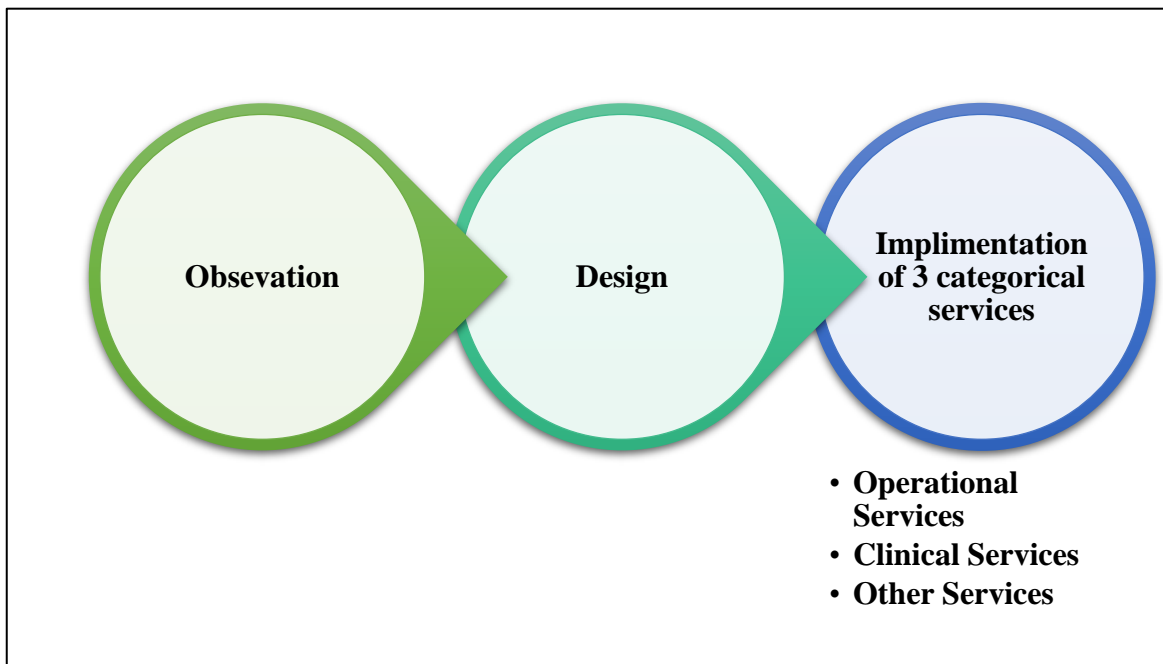 Obsevation
Design
Implimentation
of 3 categorical
services
• Operational
Services
• Clinical Services
• Other Services